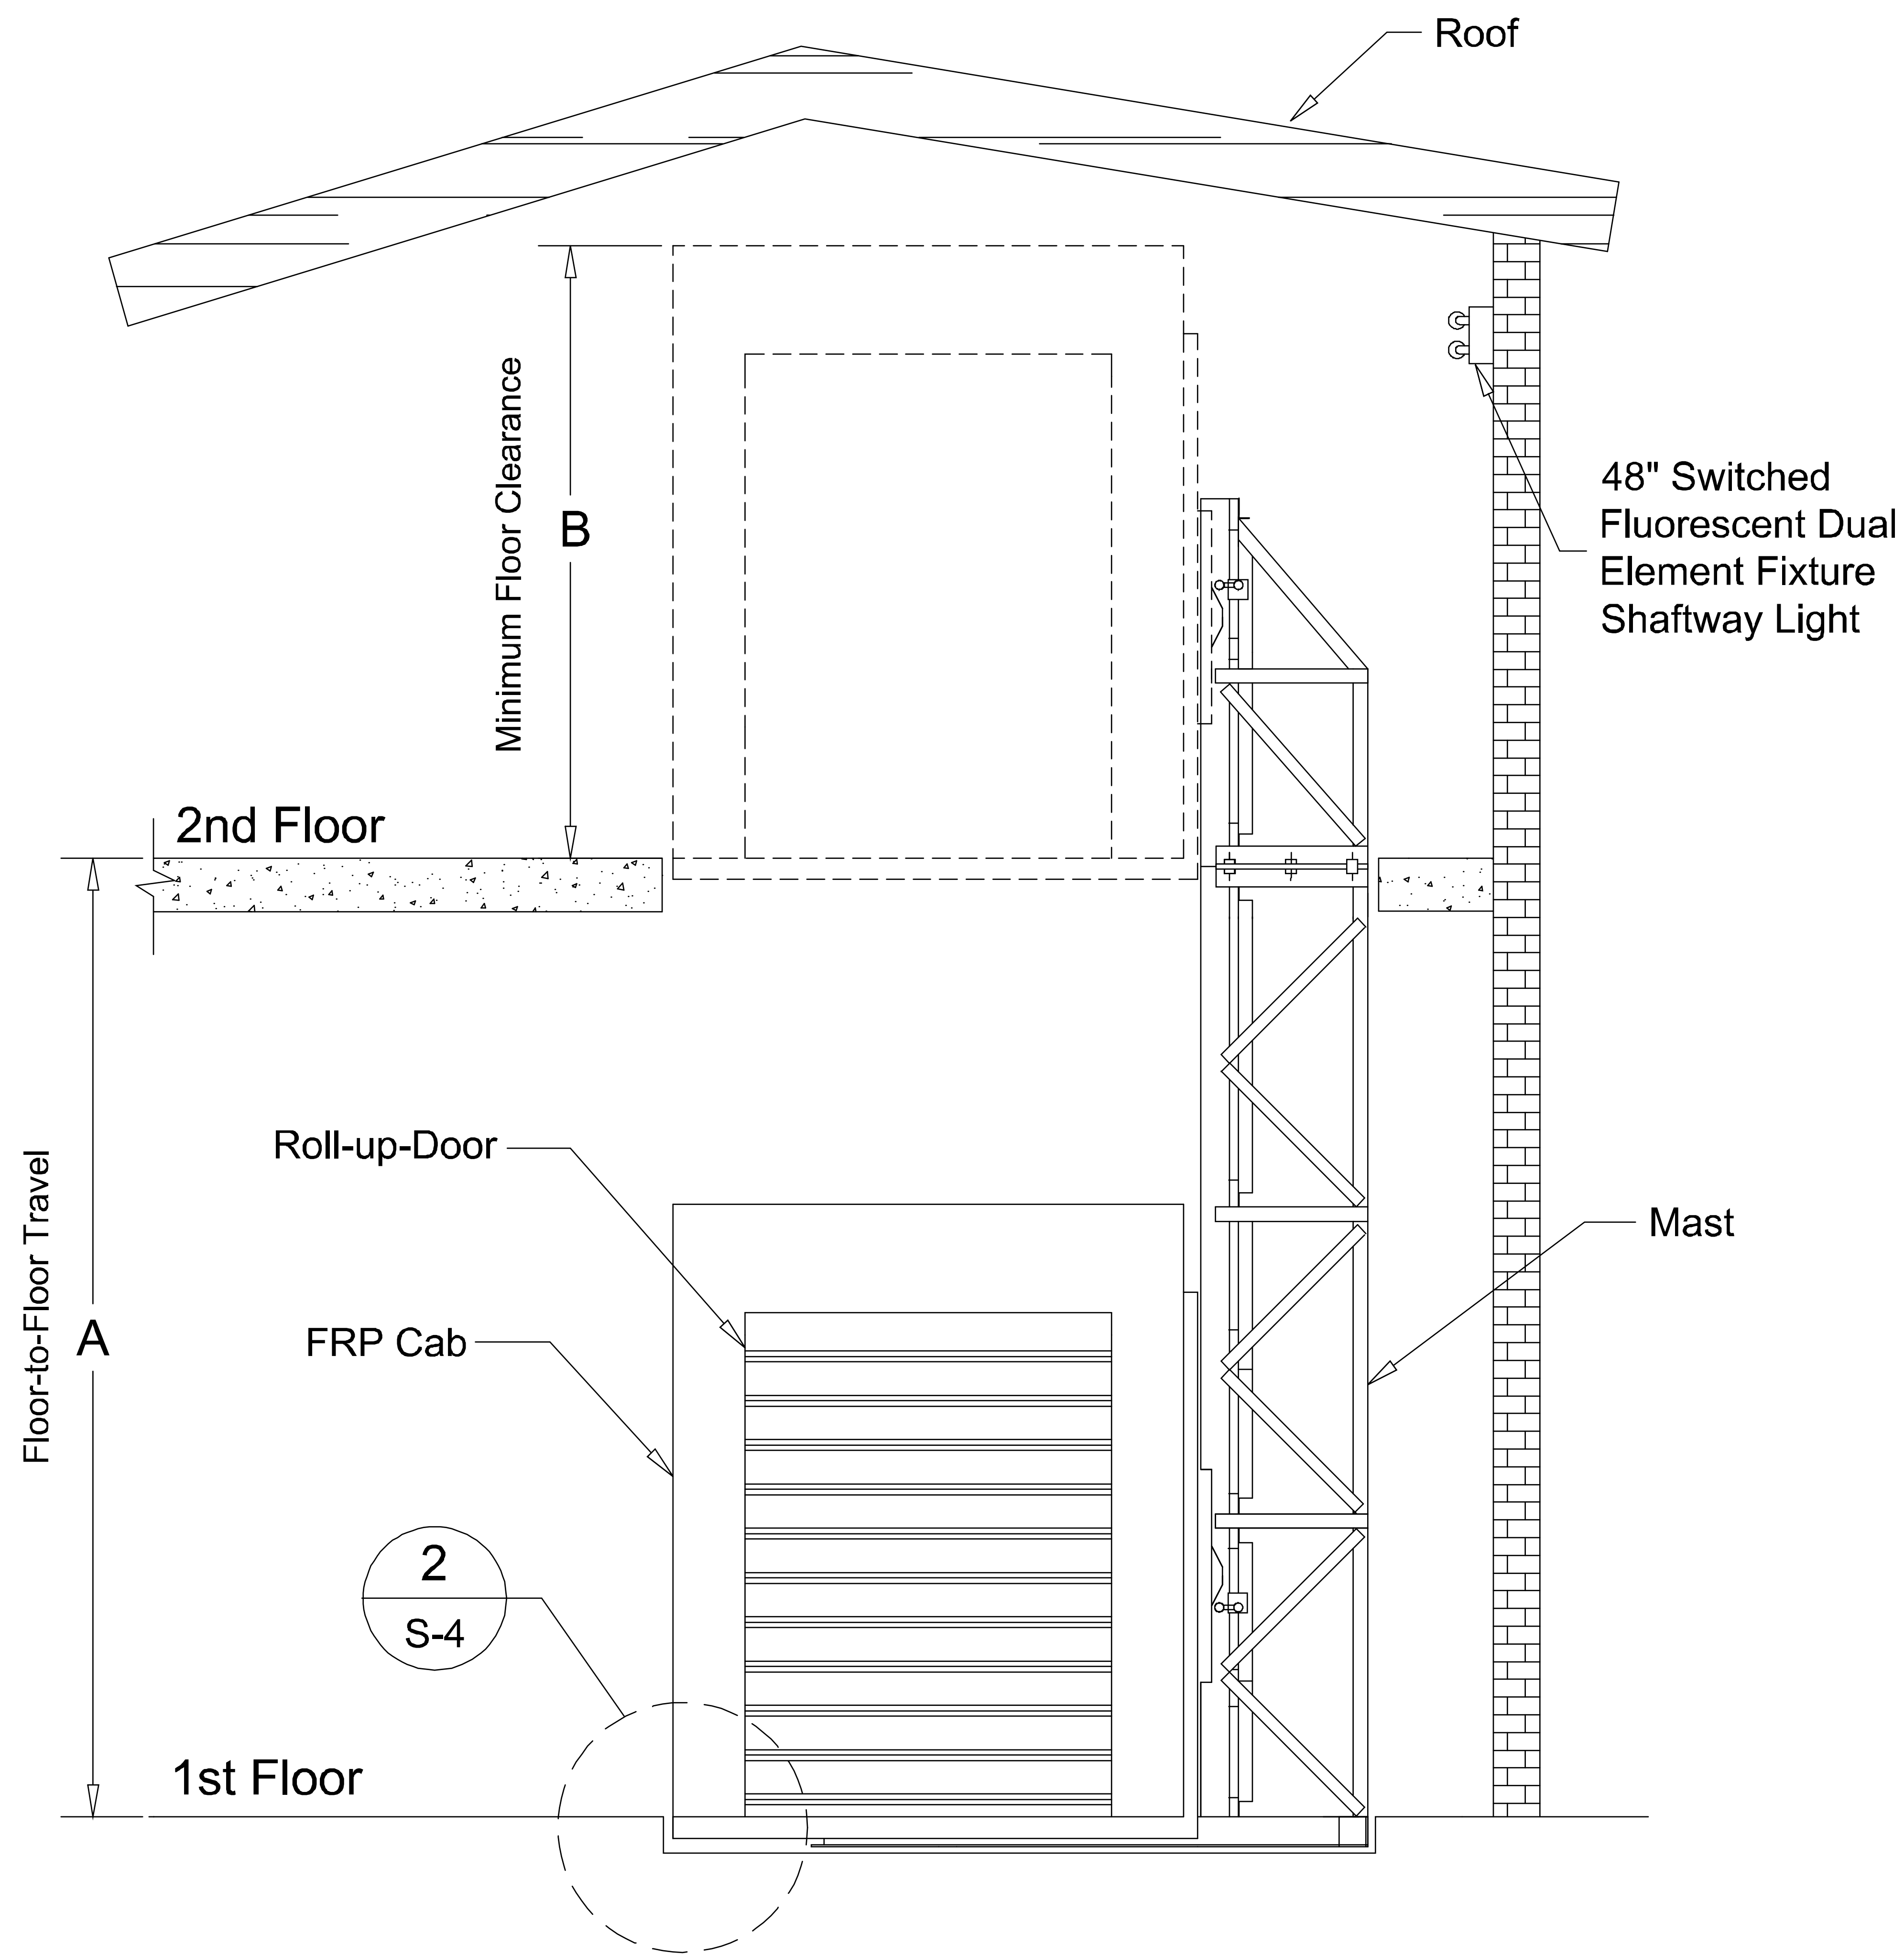 Roof
Minimum Floor Clearance
B
48" Switched
Fluorescent Dual
Element Fixture
Shaftway Light
2nd Floor
Floor-to-Floor Travel
A
Roll-up-Door
Mast
FRP Cab
2
S-4
1st Floor